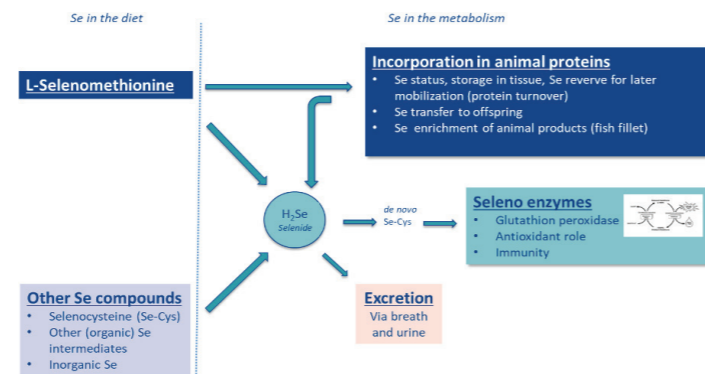 Se in the diet
Se in the metabolism
L-Selenomethionine
Incorporation in animal proteins
• Se status, storage in tissue, Se reverve for later
mobilization (protein turnover)
• Se transfer to offspring
• Se enrichment of animal products (fish fillet)
H₂Se
Selenide
de novo
Se-Cys
Seleno enzymes
• Glutathion peroxidase
• Antioxidant role
• Immunity
Other Se compounds
• Selenocysteine (Se-Cys)
• Other (organic) Se
intermediates
• Inorganic Se
Excretion
Via breath
and urine